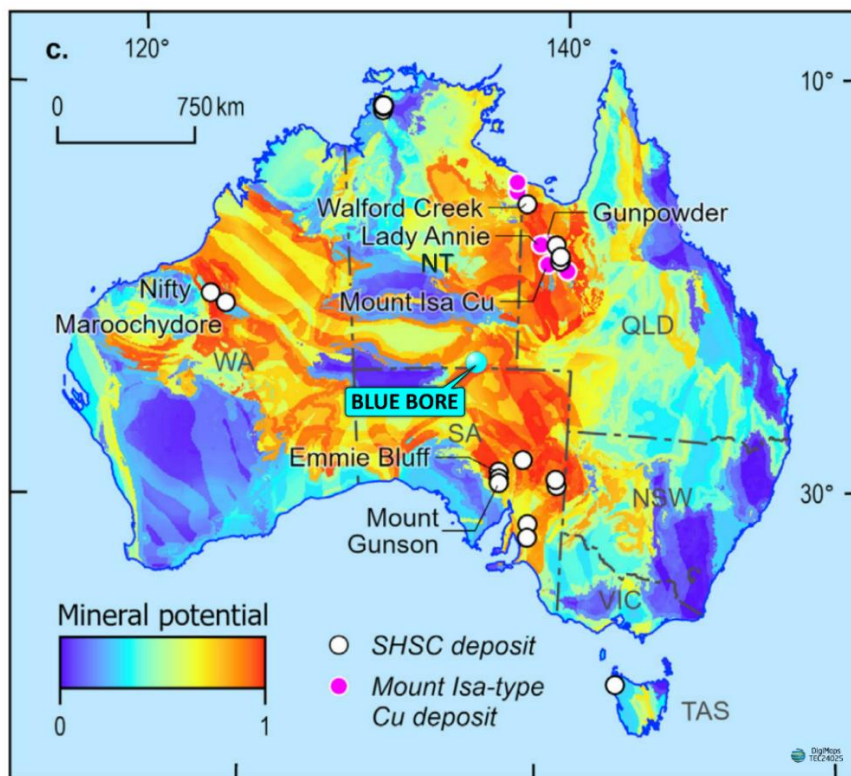 c.
120°
140°
10°
0
750 km
Walford Creek
Gunpowder
Lady Annie
NT
Mount Isa Cu
Nifty
Maroochydore
QLD
WA
BLUE BORE
SA
Emmie Bluff
30°
NSW
Mount
Gunson
VIC
Mineral potential
0
1
SHSC deposit
Mount Isa-type
Cu deposit
TAS
DigiMaps
TEC24025